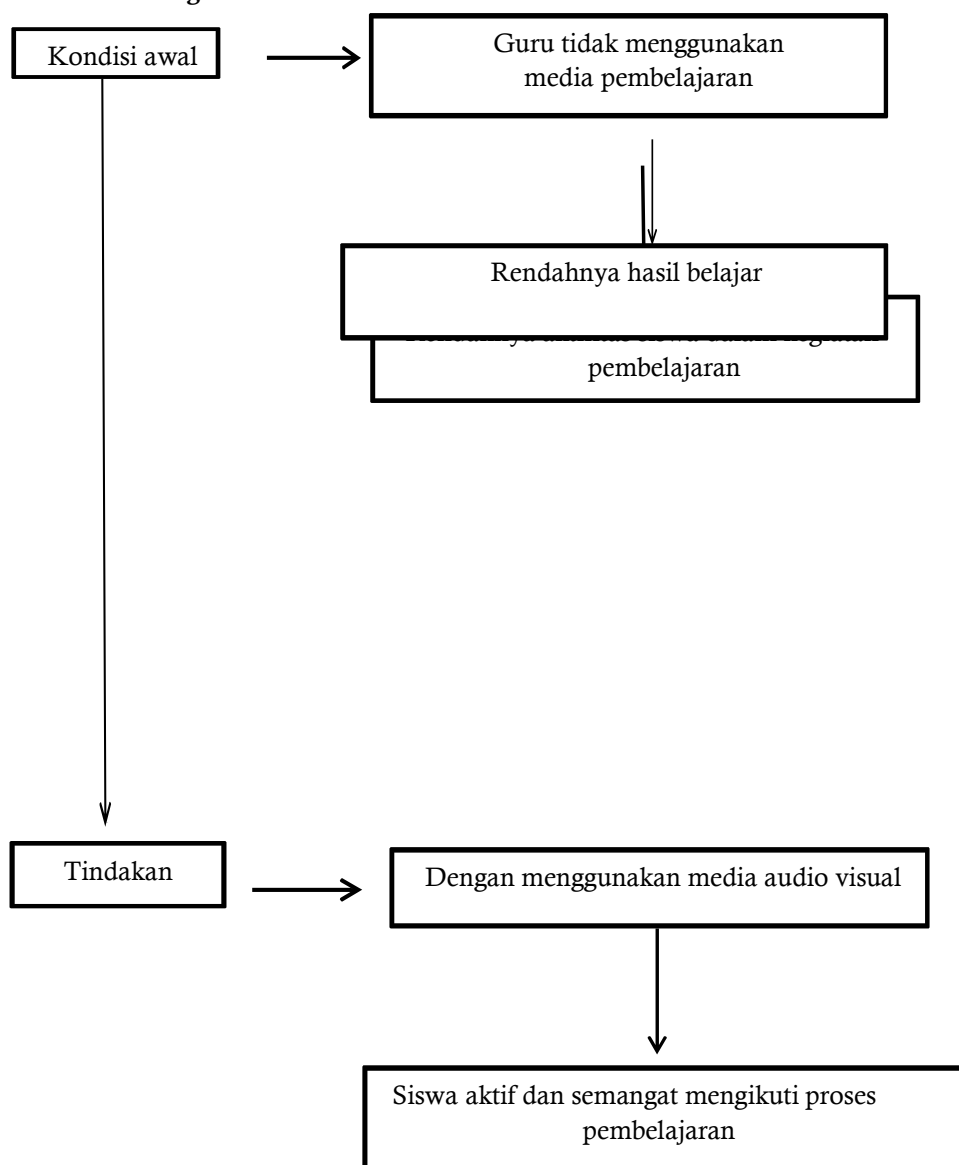 Kondisi awal
Guru tidak menggunakan
media pembelajaran
Rendahnya hasil belajar
pembelajaran
Tindakan
Dengan menggunakan media audio visual
Siswa aktif dan semangat mengikuti proses
pembelajaran